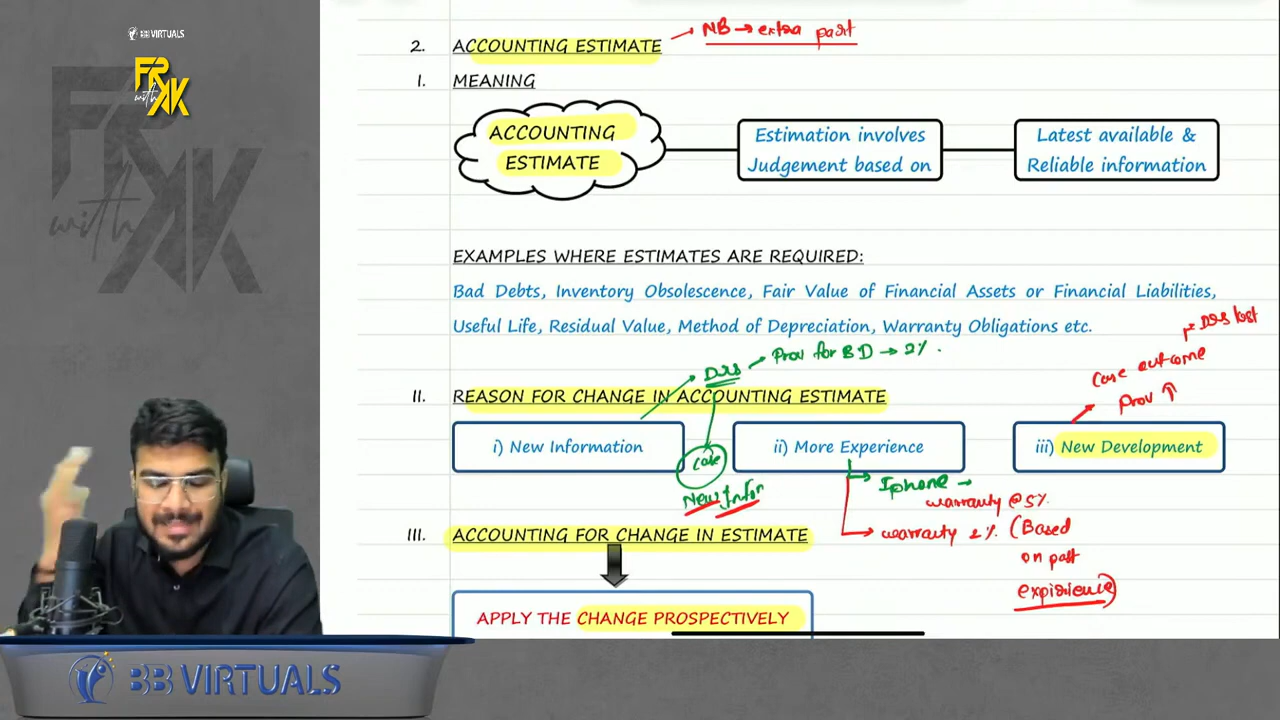 BB VIRTUALS
FR
with
AK
2. ACCOUNTING ESTIMATE → NB → extra part
I. MEANING
ACCOUNTING
ESTIMATE
Estimation involves
Judgement based on
Latest available &
Reliable information
EXAMPLES WHERE ESTIMATES ARE REQUIRED:
Bad Debts, Inventory Obsolescence, Fair Value of Financial Assets or Financial Liabilities,
Useful Life, Residual Value, Method of Depreciation, Warranty Obligations etc.
Drs → Prov for BD → 2%.
Drs lost
Case outcome
Prov ↑
II. REASON FOR CHANGE IN ACCOUNTING ESTIMATE
i) New Information
ii) More Experience
iii) New Development
Case
New Infor
Iphone →
warranty @ 5%.
warranty 2%. (Based
on past
expirience)
III. ACCOUNTING FOR CHANGE IN ESTIMATE
APPLY THE CHANGE PROSPECTIVELY
BB VIRTUALS